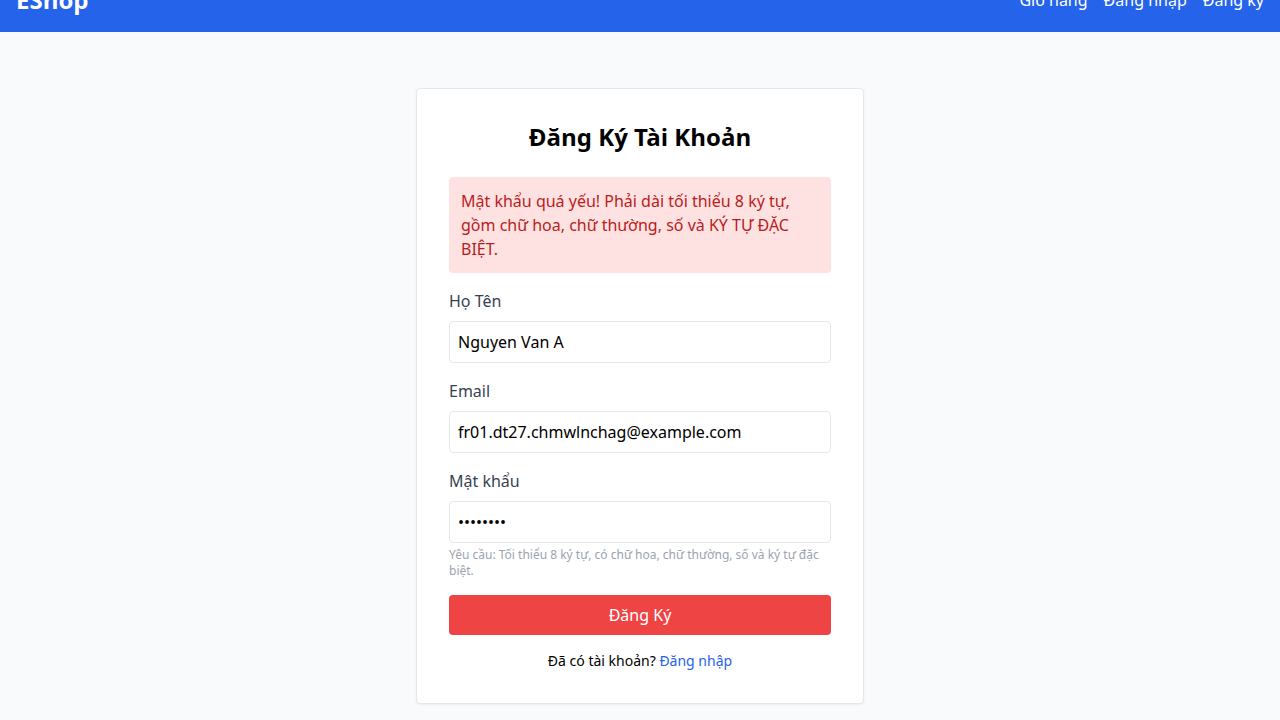 EShop
Giỏ hàng Đăng nhập Đăng ký
Đăng Ký Tài Khoản
Mật khẩu quá yếu! Phải dài tối thiểu 8 ký tự,
gồm chữ hoa, chữ thường, số và KÝ TỰ ĐẶC
BIỆT.
Họ Tên
Nguyen Van A
Email
fr01.dt27.chmwlnchag@example.com
Mật khẩu
••••••••
Yêu cầu: Tối thiểu 8 ký tự, có chữ hoa, chữ thường, số và ký tự đặc
biệt.
Đăng Ký
Đã có tài khoản? Đăng nhập